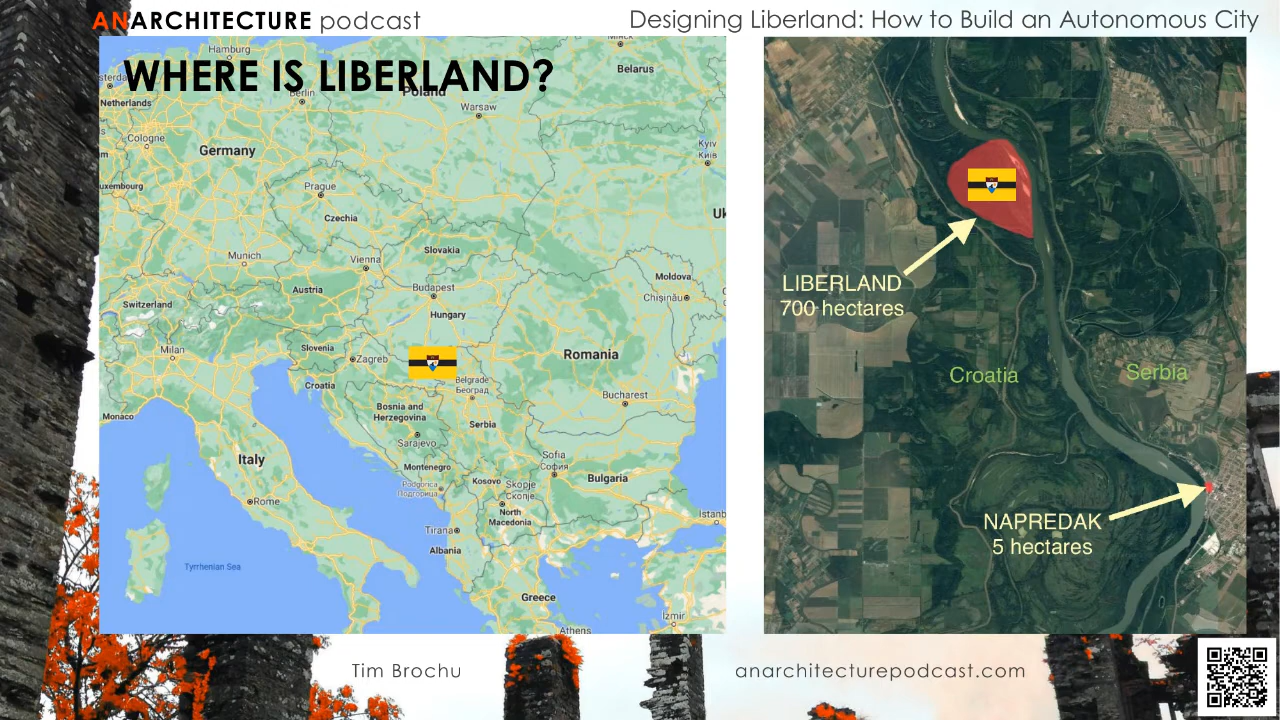 ANARCHITECTURE podcast
Designing Liberland: How to Build an Autonomous City
WHERE IS LIBERLAND?
Hamburg
Belarus
Netherlands
Berlin
Poland
Warsaw
Cologne
Germany
Kyiv
Київ
Prague
Czechia
Munich
Vienna
Slovakia
Austria
Budapest
Moldova
Chișinău
Switzerland
Hungary
Milan
Slovenia
Zagreb
Romania
Croatia
Belgrade
Београд
Bucharest
Monaco
Bosnia and
Herzegovina
Serbia
Sarajevo
Italy
Montenegro
Sofia
София
Podgorica
Подгорица
Kosovo
Skopje
Скопје
Bulgaria
Rome
North
Macedonia
Tirana
Albania
Tyrrhenian Sea
Greece
Athens
İzmir
LIBERLAND
700 hectares
Croatia
Serbia
NAPREDAK
5 hectares
Tim Brochu
anarchitecturepodcast.com